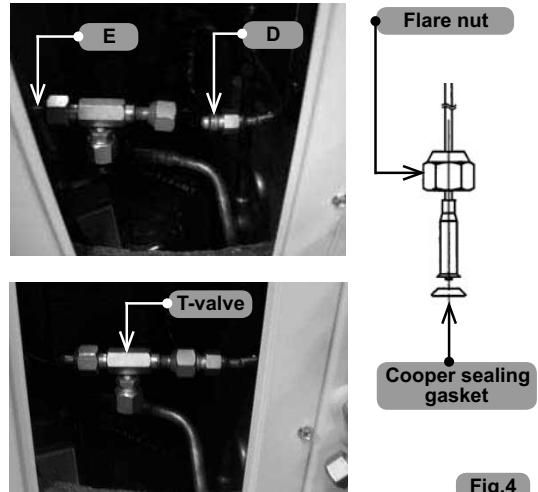 E
D
Flare nut
T-valve
Cooper sealing
gasket
Fig.4